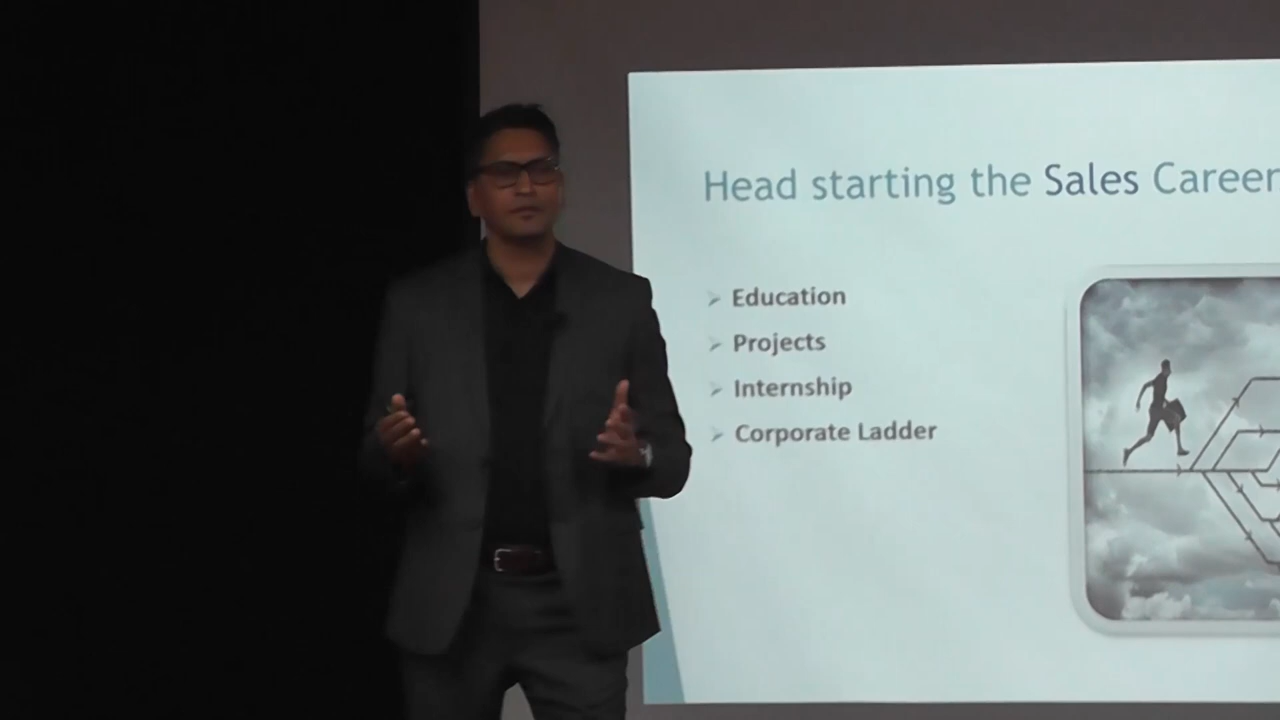 Head starting the Sales Career
Education
Projects
Internship
Corporate Ladder